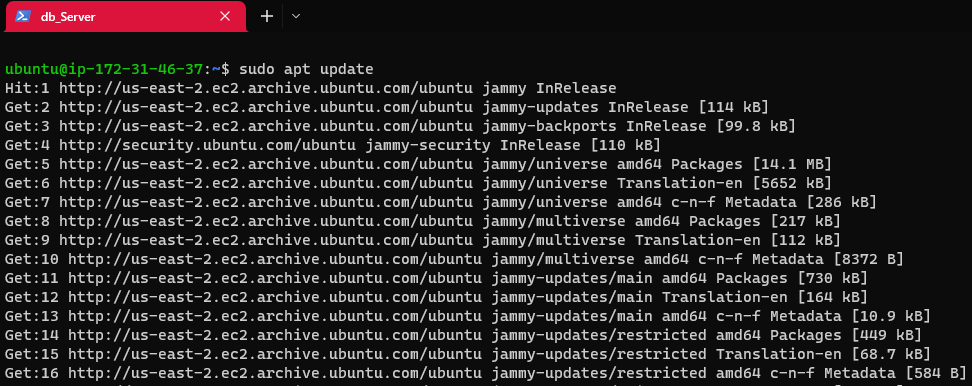 db_Server
ubuntu@ip-172-31-46-37:~$ sudo apt update
Hit:1 http://us-east-2.ec2.archive.ubuntu.com/ubuntu jammy InRelease
Get:2 http://us-east-2.ec2.archive.ubuntu.com/ubuntu jammy-updates InRelease [114 kB]
Get:3 http://us-east-2.ec2.archive.ubuntu.com/ubuntu jammy-backports InRelease [99.8 kB]
Get:4 http://security.ubuntu.com/ubuntu jammy-security InRelease [110 kB]
Get:5 http://us-east-2.ec2.archive.ubuntu.com/ubuntu jammy/universe amd64 Packages [14.1 MB]
Get:6 http://us-east-2.ec2.archive.ubuntu.com/ubuntu jammy/universe Translation-en [5652 kB]
Get:7 http://us-east-2.ec2.archive.ubuntu.com/ubuntu jammy/universe amd64 c-n-f Metadata [286 kB]
Get:8 http://us-east-2.ec2.archive.ubuntu.com/ubuntu jammy/multiverse amd64 Packages [217 kB]
Get:9 http://us-east-2.ec2.archive.ubuntu.com/ubuntu jammy/multiverse Translation-en [112 kB]
Get:10 http://us-east-2.ec2.archive.ubuntu.com/ubuntu jammy/multiverse amd64 c-n-f Metadata [8372 B]
Get:11 http://us-east-2.ec2.archive.ubuntu.com/ubuntu jammy-updates/main amd64 Packages [730 kB]
Get:12 http://us-east-2.ec2.archive.ubuntu.com/ubuntu jammy-updates/main Translation-en [164 kB]
Get:13 http://us-east-2.ec2.archive.ubuntu.com/ubuntu jammy-updates/main amd64 c-n-f Metadata [10.9 kB]
Get:14 http://us-east-2.ec2.archive.ubuntu.com/ubuntu jammy-updates/restricted amd64 Packages [449 kB]
Get:15 http://us-east-2.ec2.archive.ubuntu.com/ubuntu jammy-updates/restricted Translation-en [68.7 kB]
Get:16 http://us-east-2.ec2.archive.ubuntu.com/ubuntu jammy-updates/restricted amd64 c-n-f Metadata [584 B]